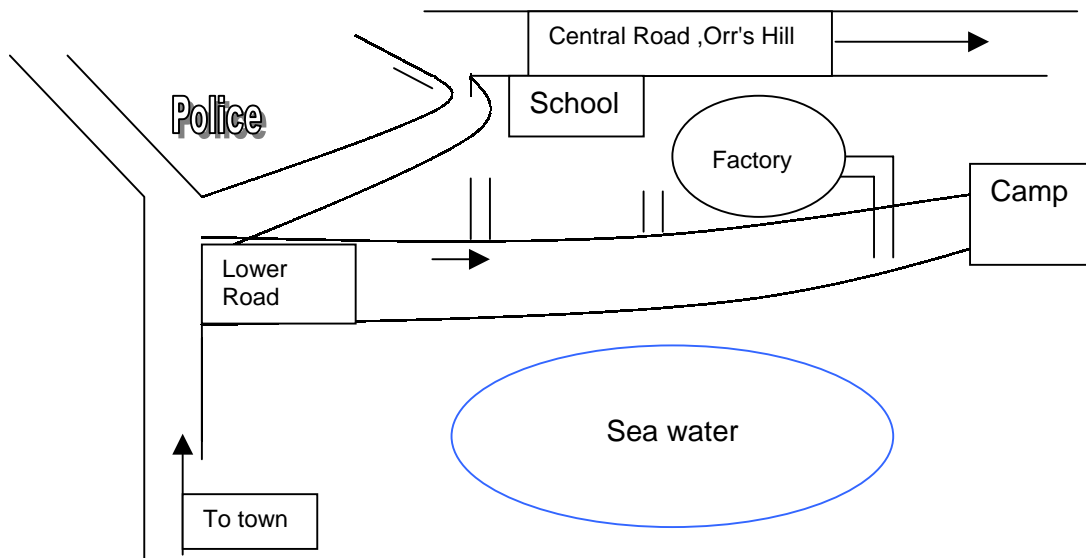 Central Road ,Orr's Hill
School
Police
Factory
Camp
Lower
Road
Sea water
To town